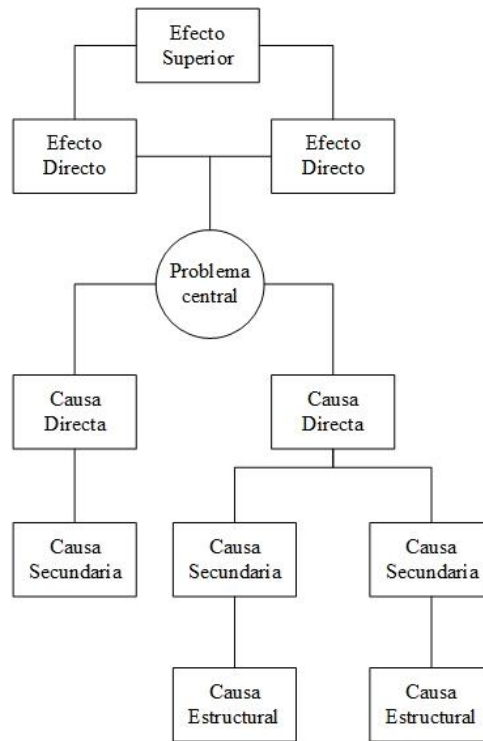 Efecto
Superior
Efecto
Directo
Efecto
Directo
Problema
central
Causa
Directa
Causa
Directa
Causa
Secundaria
Causa
Secundaria
Causa
Secundaria
Causa
Estructural
Causa
Estructural